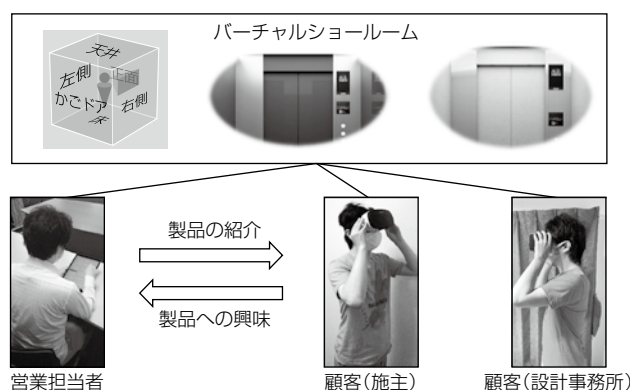 バーチャルショールーム
天井
左側
正面
かごドア
右側
床
製品の紹介
製品への興味
営業担当者
顧客(施主)
顧客(設計事務所)